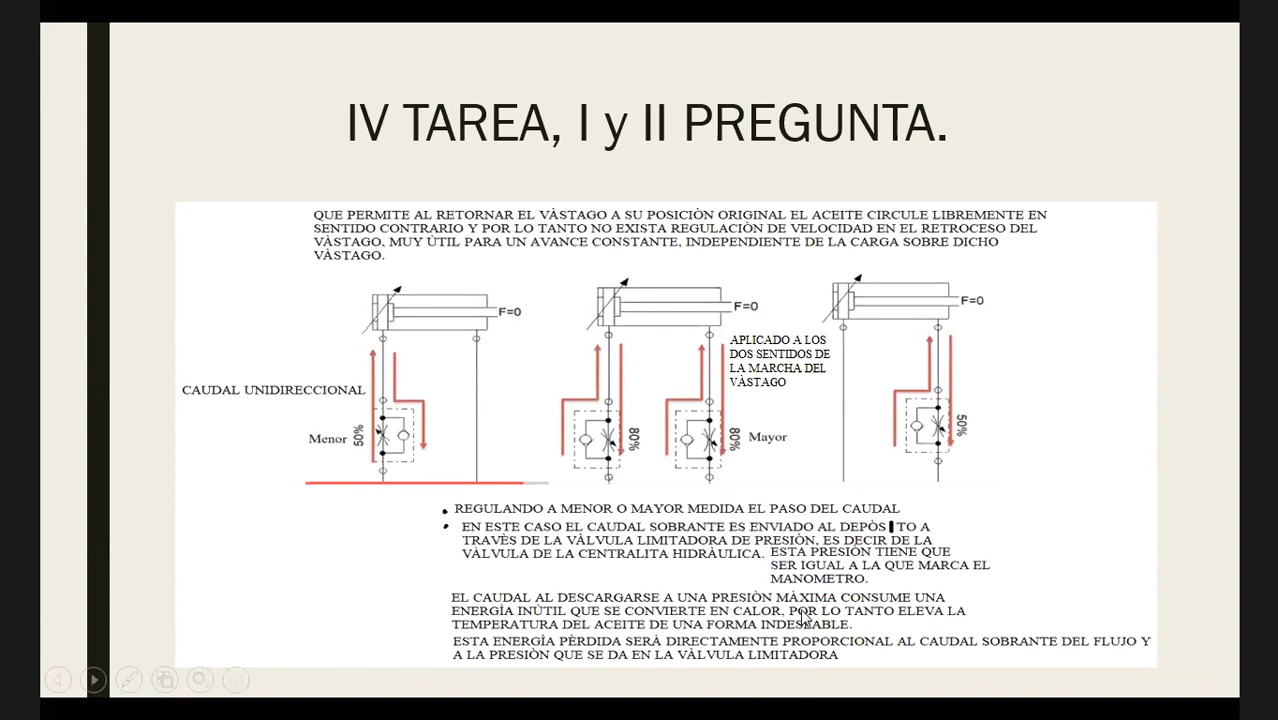 IV TAREA, I y II PREGUNTA.
QUE PERMITE AL RETORNAR EL VÀSTAGO A SU POSICIÒN ORIGINAL EL ACEITE CIRCULE LIBREMENTE EN
SENTIDO CONTRARIO Y POR LO TANTO NO EXISTA REGULACIÒN DE VELOCIDAD EN EL RETROCESO DEL
VÀSTAGO, MUY ÙTIL PARA UN AVANCE CONSTANTE, INDEPENDIENTE DE LA CARGA SOBRE DICHO
VÀSTAGO.
F=0
F=0
F=0
APLICADO A LOS
DOS SENTIDOS DE
LA MARCHA DEL
VÀSTAGO
CAUDAL UNIDIRECCIONAL
Menor
50%
80%
80%
Mayor
50%
REGULANDO A MENOR O MAYOR MEDIDA EL PASO DEL CAUDAL
EN ESTE CASO EL CAUDAL SOBRANTE ES ENVIADO AL DEPÒS TO A
TRAVÈS DE LA VÀLVULA LIMITADORA DE PRESIÒN, ES DECIR DE LA
VÀLVULA DE LA CENTRALITA HIDRÀULICA.
ESTA PRESIÒN TIENE QUE
SER IGUAL A LA QUE MARCA EL
MANOMETRO.
EL CAUDAL AL DESCARGARSE A UNA PRESIÒN MÀXIMA CONSUME UNA
ENERGÌA INÙTIL QUE SE CONVIERTE EN CALOR, POR LO TANTO ELEVA LA
TEMPERATURA DEL ACEITE DE UNA FORMA INDESEABLE.
ESTA ENERGÌA PÈRDIDA SERÀ DIRECTAMENTE PROPORCIONAL AL CAUDAL SOBRANTE DEL FLUJO Y
A LA PRESIÒN QUE SE DA EN LA VÀLVULA LIMITADORA